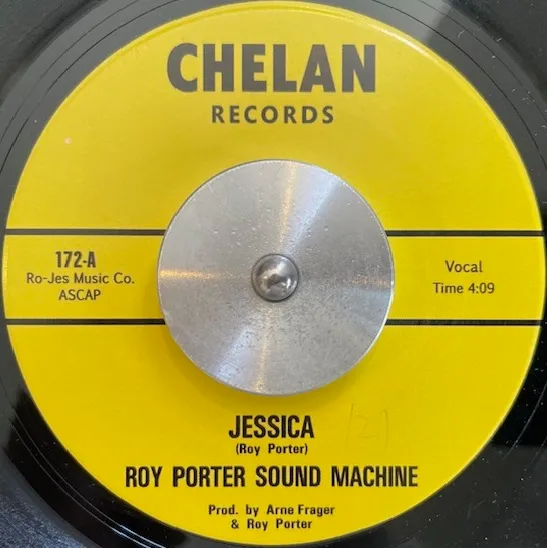 CHELAN
RECORDS
172-A
Ro-Jes Music Co.
ASCAP
Vocal
Time 4:09
JESSICA
(Roy Porter)
ROY PORTER SOUND MACHINE
Prod. by Arne Frager
& Roy Porter